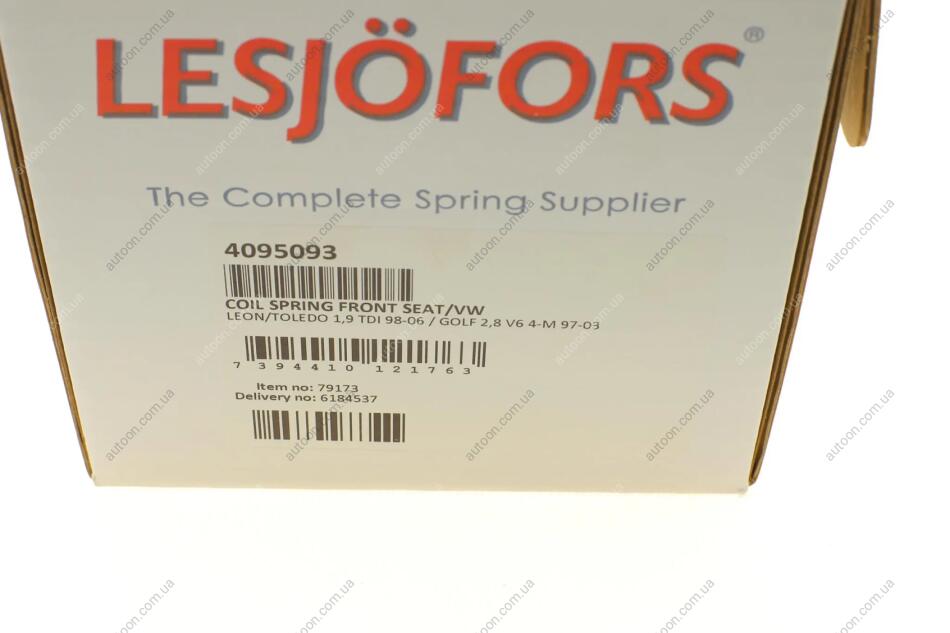 LESJÖFORS®
The Complete Spring Supplier
4095093
COIL SPRING FRONT SEAT/VW
LEON/TOLEDO 1,9 TDI 98-06 / GOLF 2,8 V6 4-M 97-03
7 394410 121763
Item no: 79173
Delivery no: 6184537
autoon.com.ua